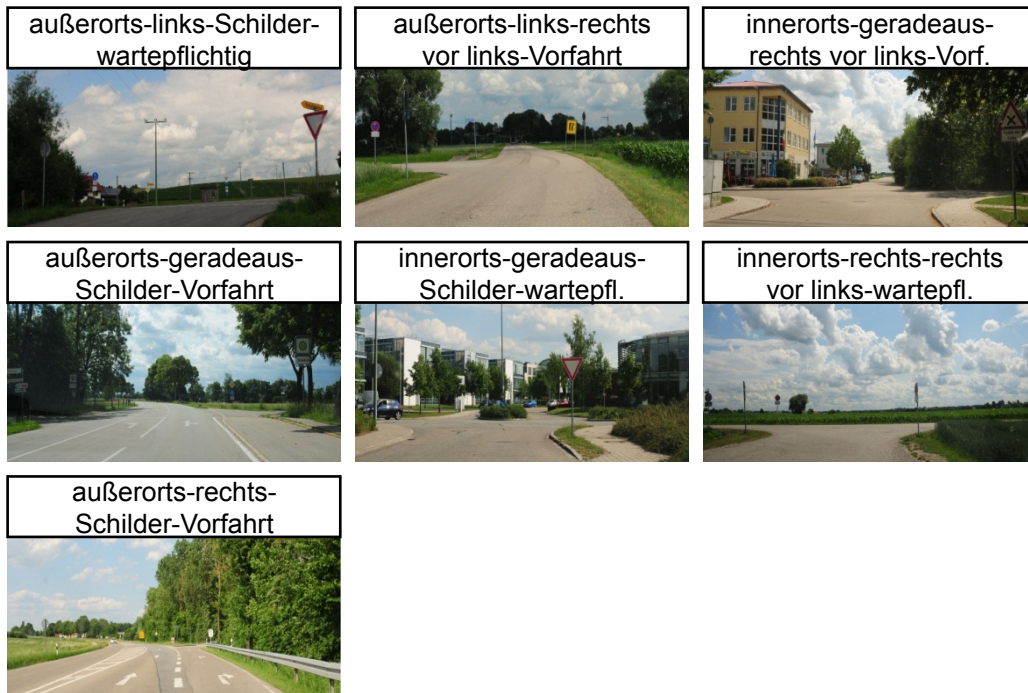 außerorts-links-Schilder-
wartepflichtig
außerorts-links-rechts
vor links-Vorfahrt
innerorts-geradeaus-
rechts vor links-Vorf.
außerorts-geradeaus-
Schilder-Vorfahrt
innerorts-geradeaus-
Schilder-wartepfl.
innerorts-rechts-rechts
vor links-wartepfl.
außerorts-rechts-
Schilder-Vorfahrt